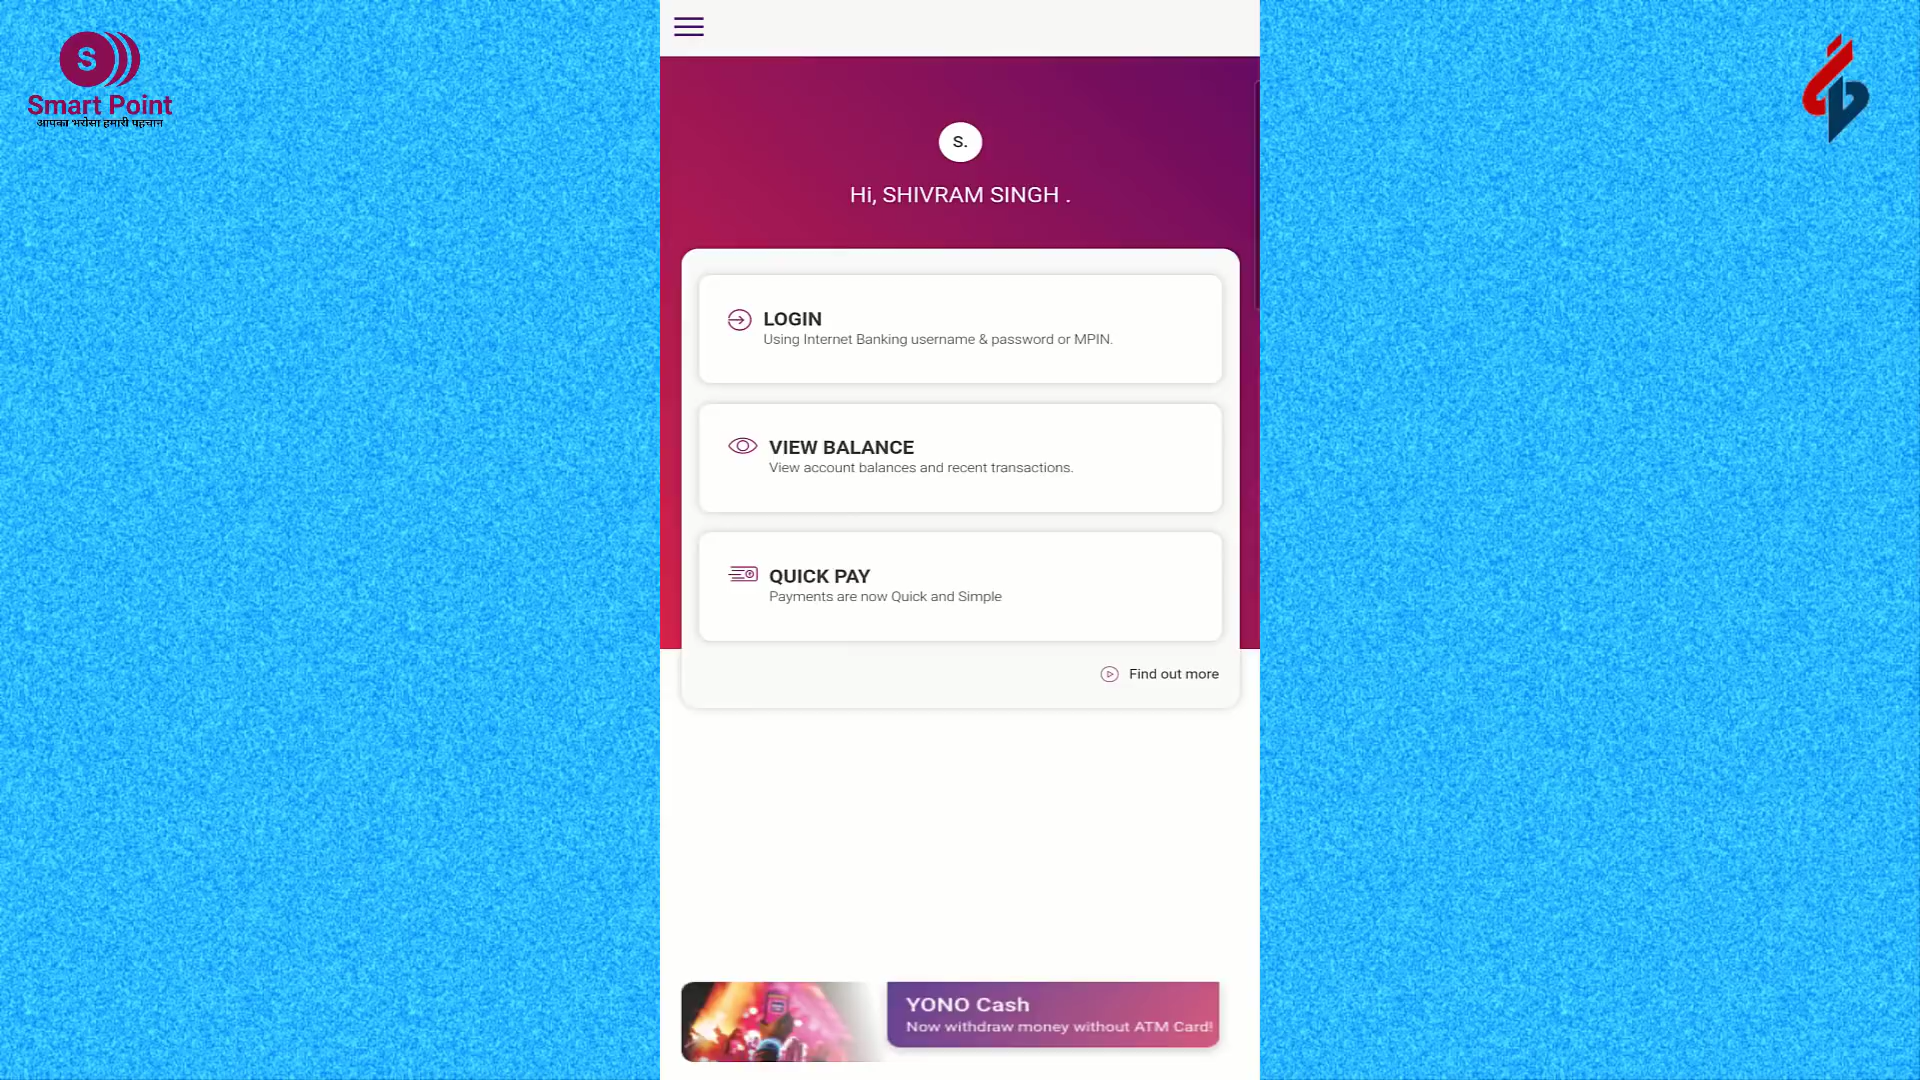 S
Smart Point
आपका भरोसा हमारी पहचान
S.
Hi, SHIVRAM SINGH .
LOGIN
Using Internet Banking username & password or MPIN.
VIEW BALANCE
View account balances and recent transactions.
QUICK PAY
Payments are now Quick and Simple
Find out more
YONO Cash
Now withdraw money without ATM Card!